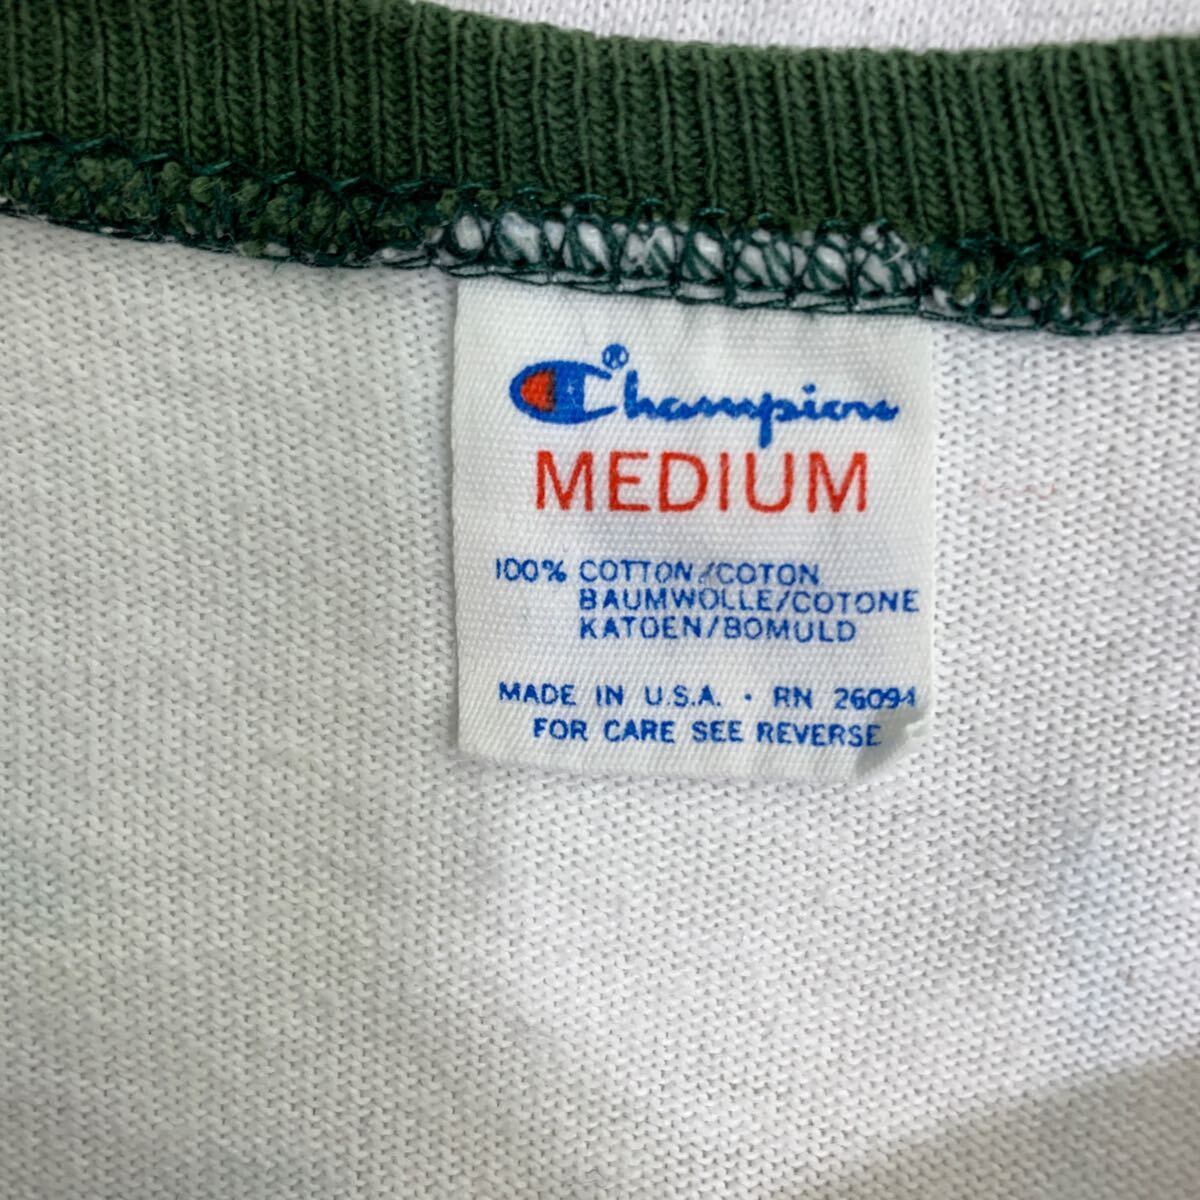 Champion®
MEDIUM
100% COTTON/COTON
BAUMWOLLE/COTONE
KATOEN/BOMULD
MADE IN U.S.A. · RN 26094
FOR CARE SEE REVERSE